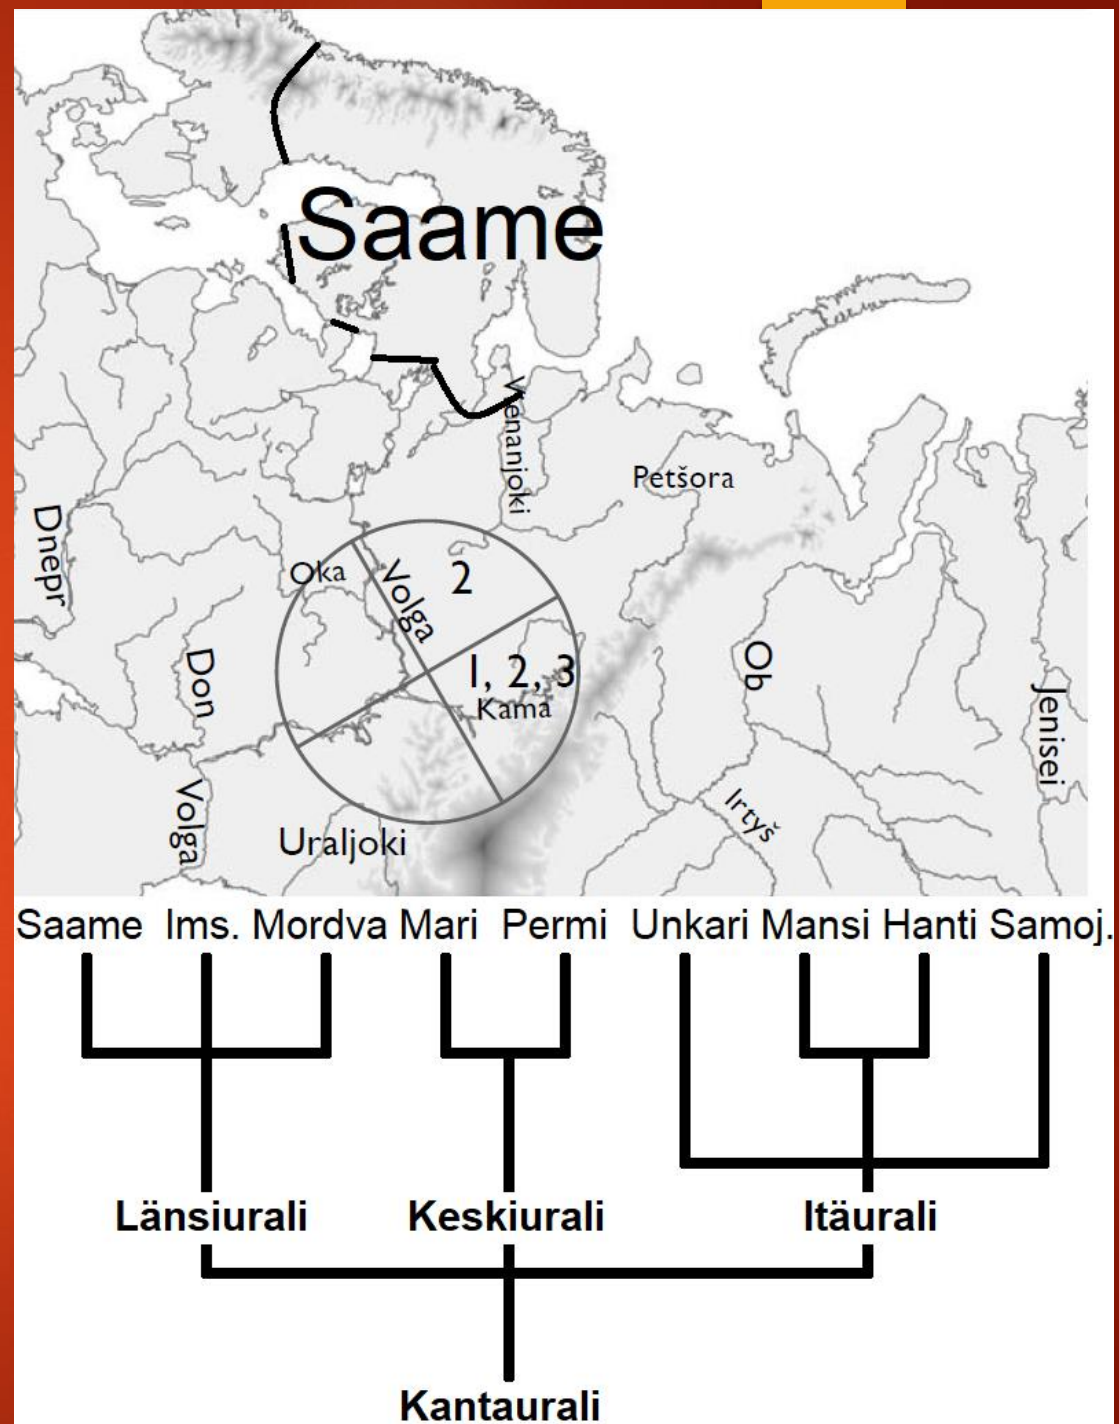 Saame
Vienanjoki
Petšora
Dnepr
Oka
Volga
2
Don
1, 2, 3
Kama
Ob
Jenisei
Volga
Irtyš
Uraljoki
Saame Ims. Mordva Mari Permi Unkari Mansi Hanti Samoj.
Länsiurali Keskiurali Itäurali
Kantaurali